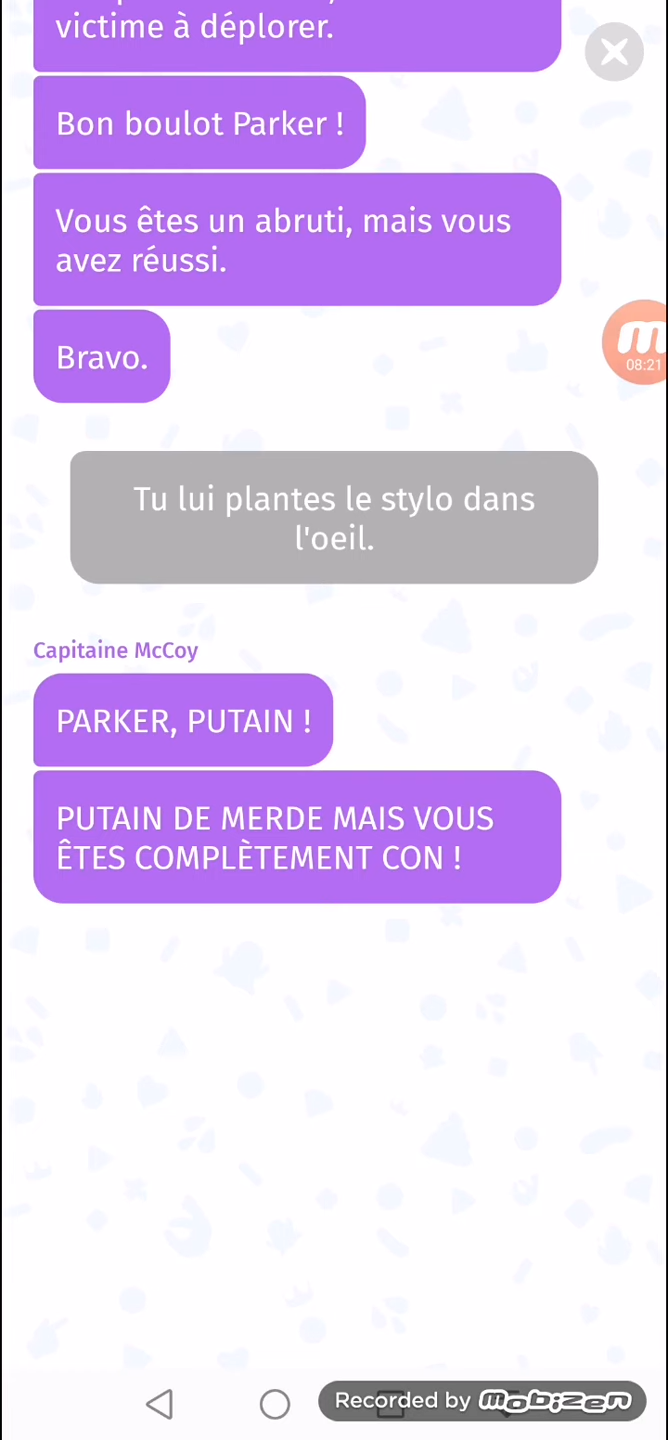 victime à déplorer.
Bon boulot Parker !
Vous êtes un abruti, mais vous
avez réussi.
Bravo.
08:21
Tu lui plantes le stylo dans
l'oeil.
Capitaine McCoy
PARKER, PUTAIN !
PUTAIN DE MERDE MAIS VOUS
ÊTES COMPLÈTEMENT CON !
Recorded by mobizen